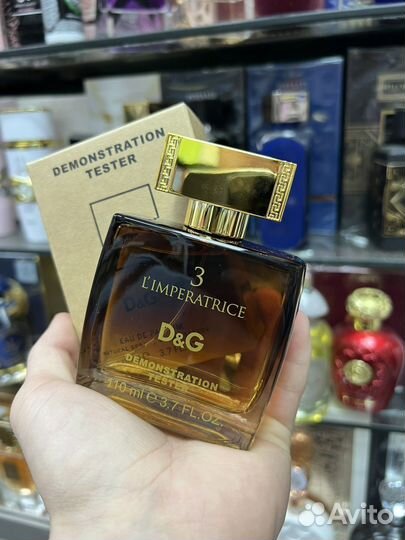 DEMONSTRATION
TESTER
3
L'IMPERATRICE
D&G
D&G
DEMONSTRATION
TESTER
110 ml e 3.7 FL.OZ.
Avito